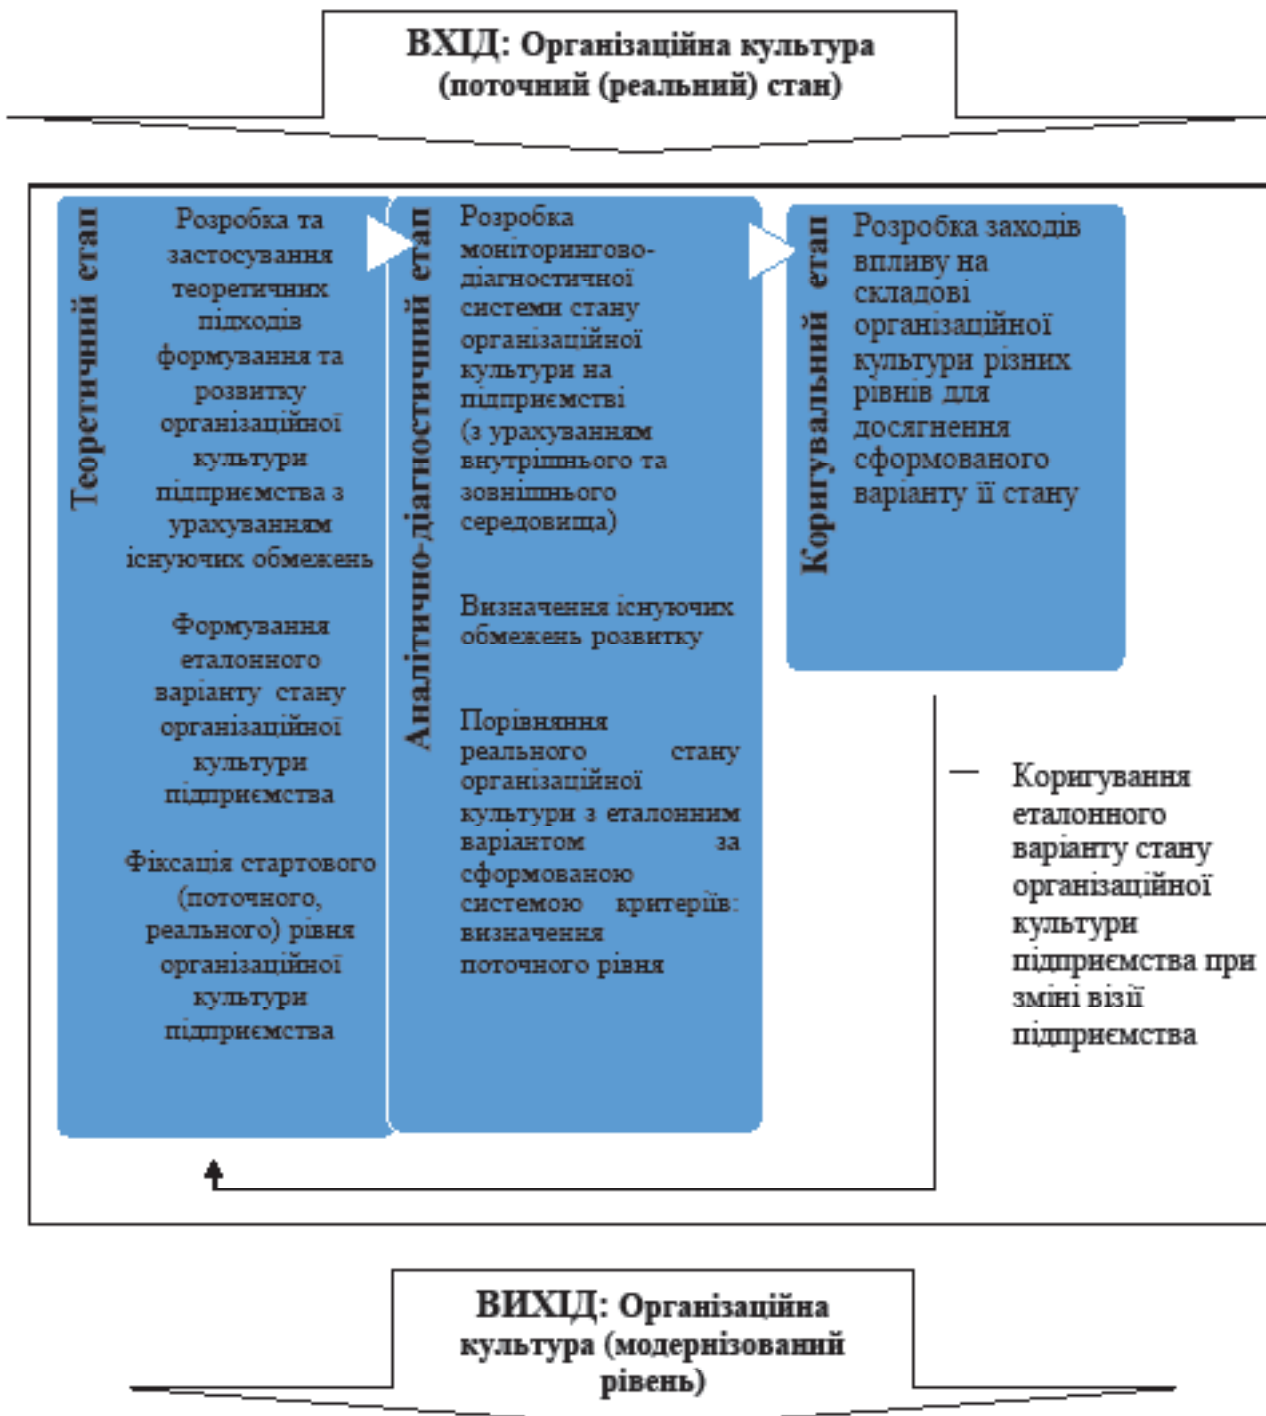 ВХІД: Організаційна культура
(поточний (реальний) стан)
Теоретичний етап
Розробка та
застосування
теоретичних
підходів
формування та
розвитку
організаційної
культури
підприємства з
урахуванням
існуючих обмежень
Формування
еталонного
варіанту стану
організаційної
культури
підприємства
Фіксація стартового
(поточного,
реального) рівня
організаційної
культури
підприємства
Аналітично-діагностичний етап
Розробка
моніторингово-
діагностичної
системи стану
організаційної
культури на
підприємстві
(з урахуванням
внутрішнього та
зовнішнього
середовища)
Визначення існуючих
обмежень розвитку
Порівняння
реального стану
організаційної
культури з еталонним
варіантом за
сформованою
системою критеріїв:
визначення
поточного рівня
Коригувальний етап
Розробка заходів
впливу на
складові
організаційної
культури різних
рівнів для
досягнення
сформованого
варіанту її стану
— Коригування
еталонного
варіанту стану
організаційної
культури
підприємства при
зміні візії
підприємства
ВИХІД: Організаційна
культура (модернізований
рівень)